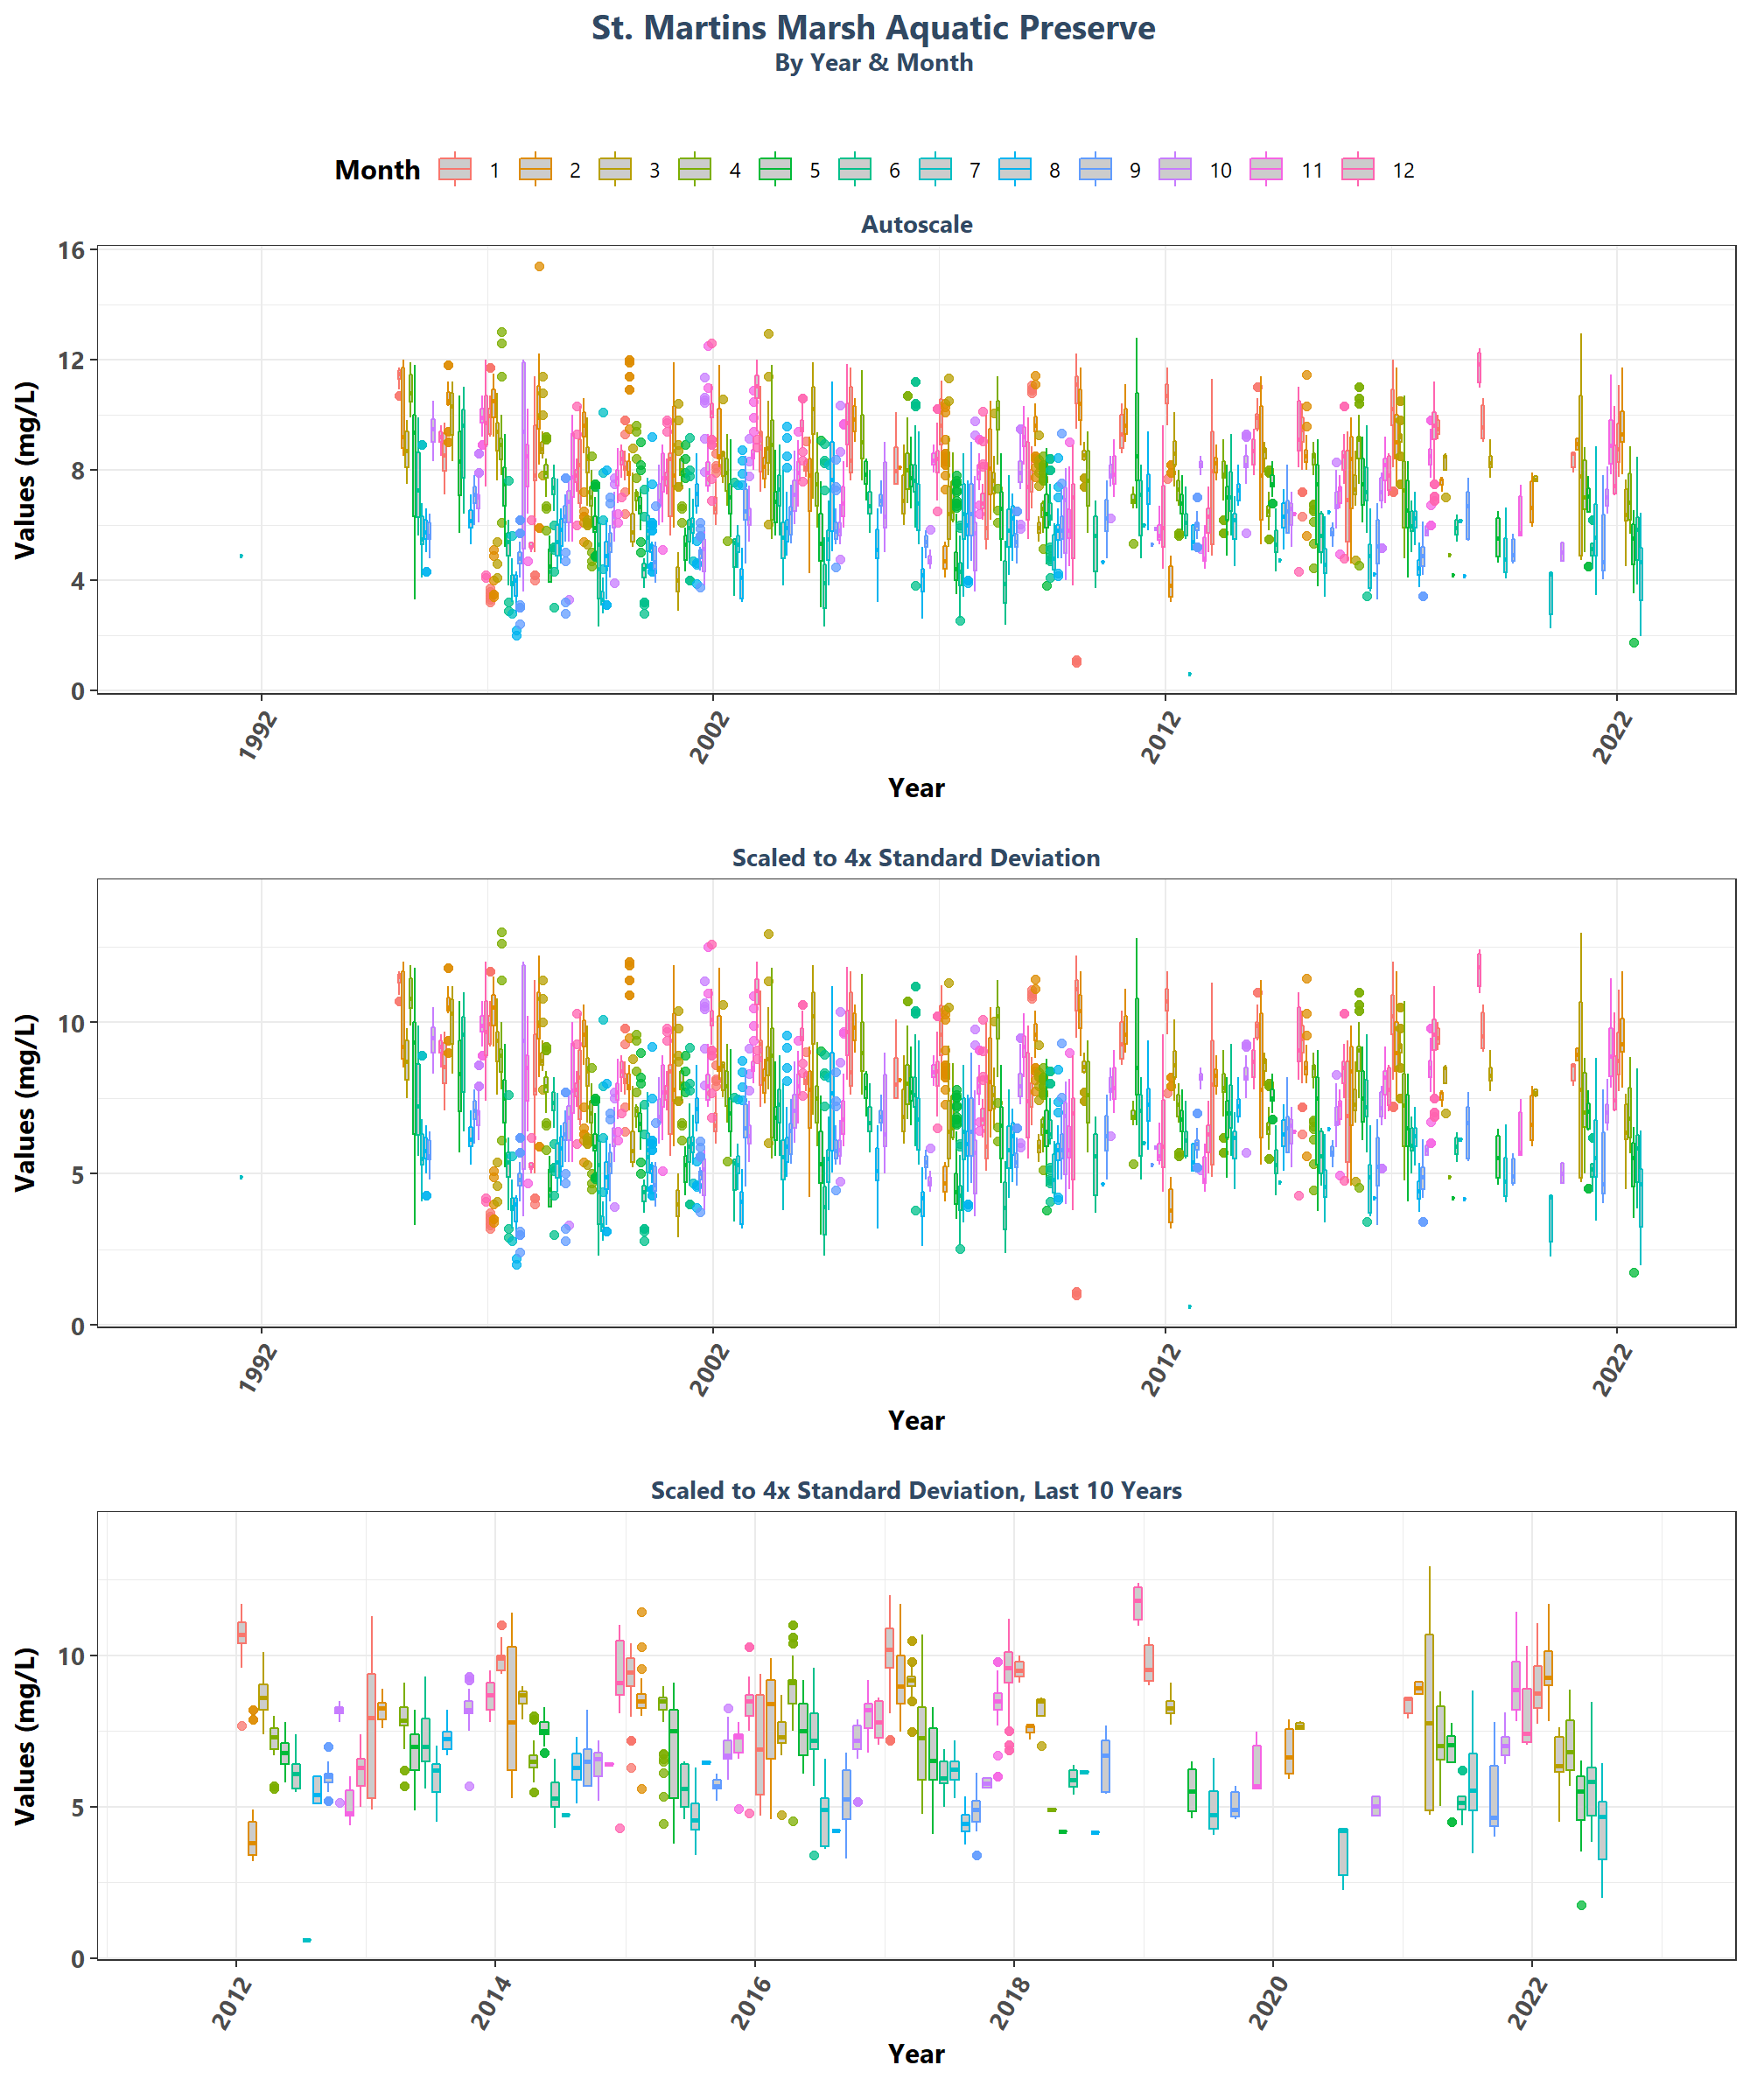 St. Martins Marsh Aquatic Preserve
By Year & Month
Month 1 2 3 4 5 6 7 8 9 10 11 12
Autoscale
Values (mg/L)
16
12
8
4
0
1992 2002 2012 2022
Year
Scaled to 4x Standard Deviation
Values (mg/L)
10
5
0
1992 2002 2012 2022
Year
Scaled to 4x Standard Deviation, Last 10 Years
Values (mg/L)
10
5
0
2012 2014 2016 2018 2020 2022
Year